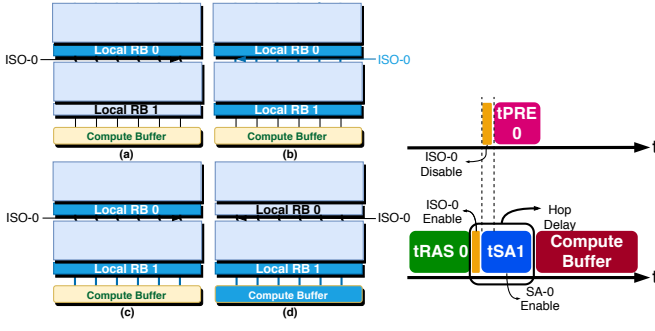 Local RB 0
ISO-0
Local RB 1
Compute Buffer
(a)
Local RB 0
ISO-0
Local RB 1
Compute Buffer
(b)
Local RB 0
ISO-0
Local RB 1
Compute Buffer
(c)
Local RB 0
ISO-0
Local RB 1
Compute Buffer
(d)
tPRE
0
t
ISO-0
Disable
ISO-0
Enable
Hop
Delay
tRAS 0
tSA1
Compute
Buffer
t
SA-0
Enable